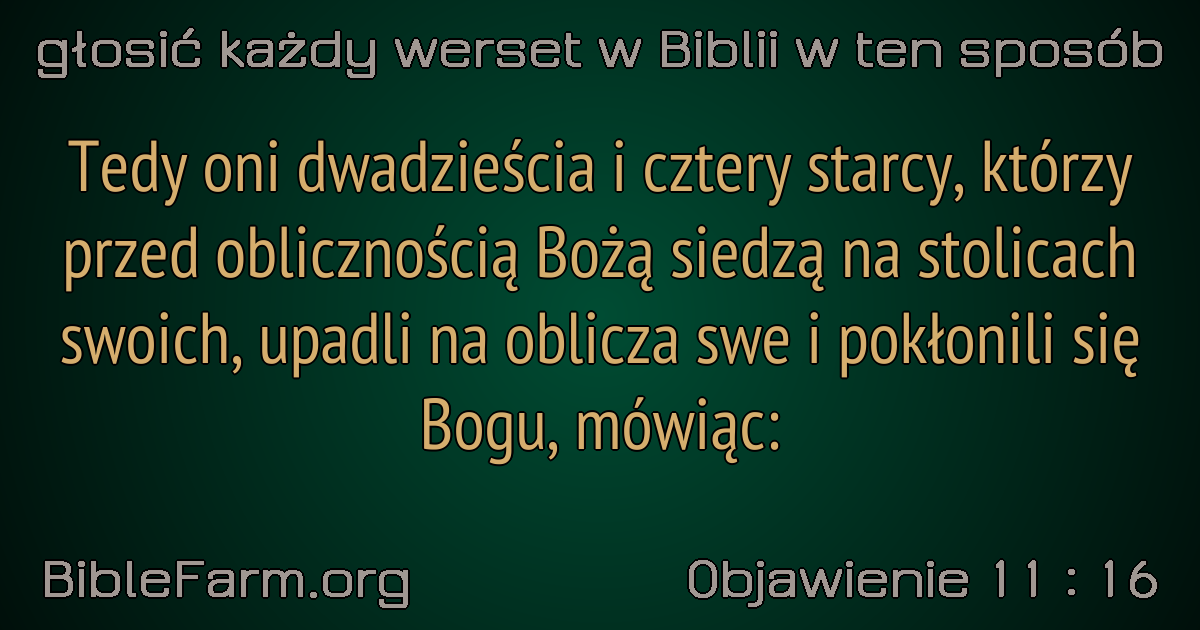 głosić każdy werset w Biblii w ten sposób
Tedy oni dwadzieścia i cztery starcy, którzy
przed oblicznością Bożą siedzą na stolicach
swoich, upadli na oblicza swe i pokłonili się
Bogu, mówiąc:
BibleFarm.org
Objawienie 11 : 16